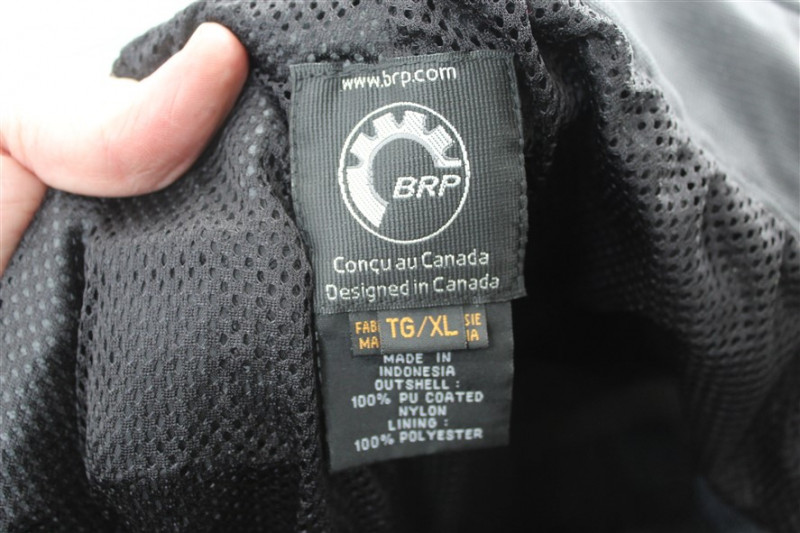 www.brp.com
BRP
Conçu au Canada
Designed in Canada
TG/XL
MADE IN
INDONESIA
OUTSHELL :
100% PU COATED
NYLON
LINING :
100% POLYESTER